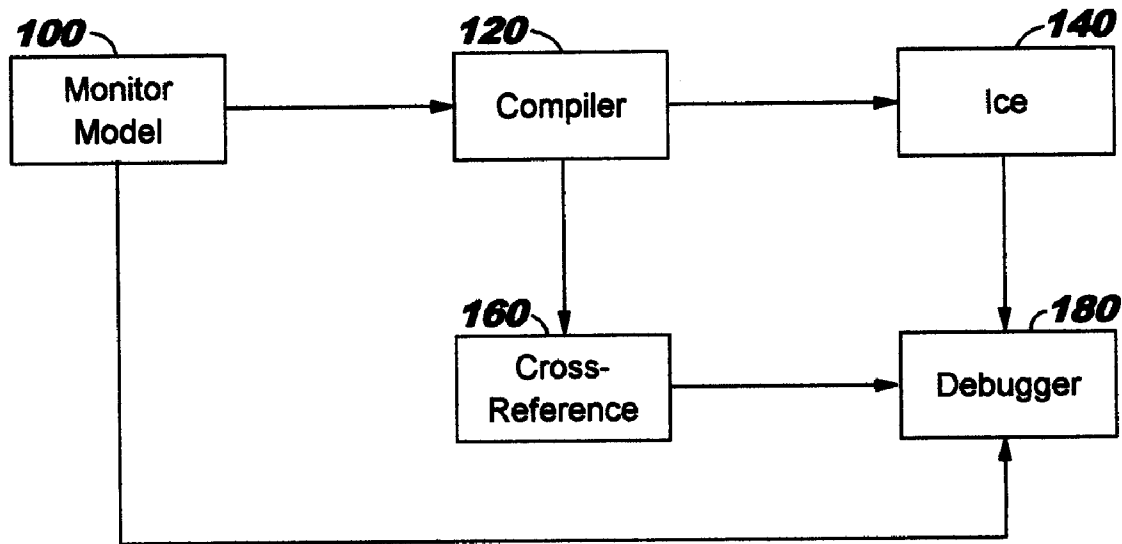 100
Monitor
Model
120
Compiler
140
Ice
160
Cross-
Reference
180
Debugger